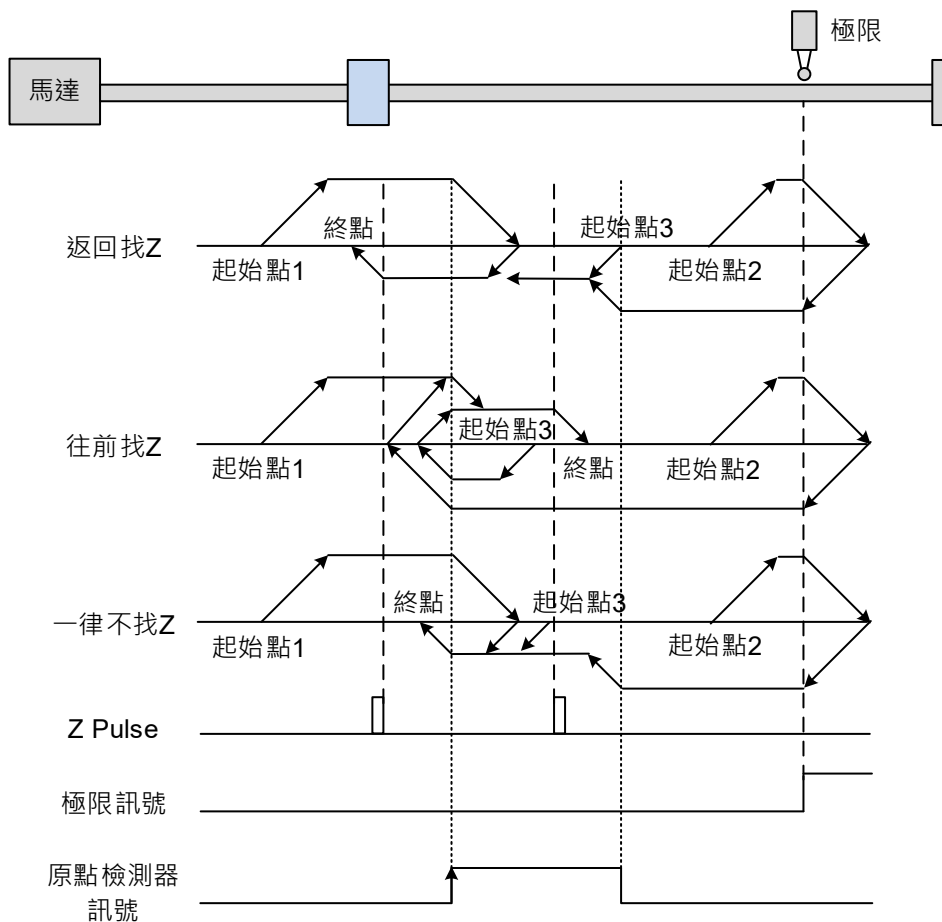 極限
馬達
返回找Z
終點
起始點3
起始點1
起始點2
往前找Z
起始點3
起始點1
終點
起始點2
一律不找Z
終點
起始點3
起始點1
起始點2
Z Pulse
極限訊號
原點檢測器
訊號